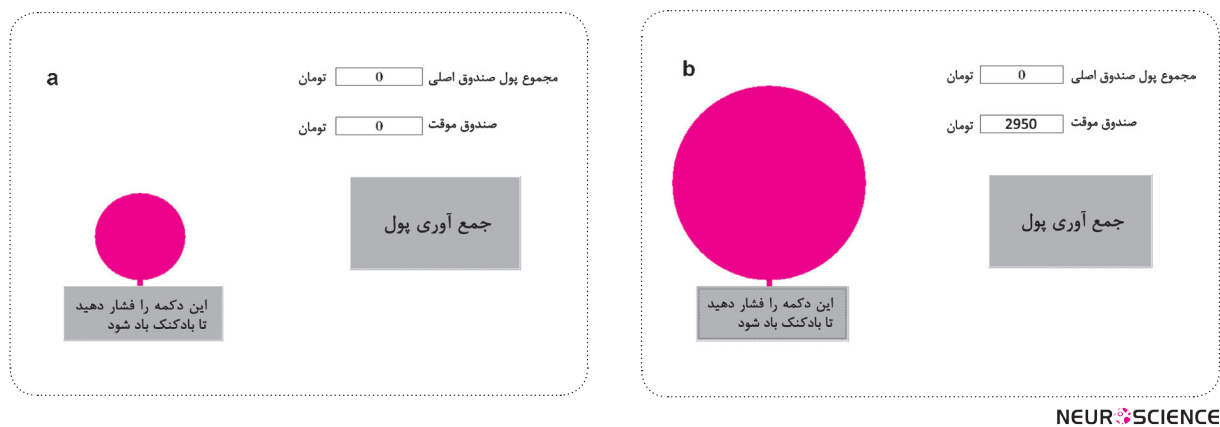 a
مجموع پول صندوق اصلی 0 تومان
صندوق موقت 0 تومان
جمع آوری پول
این دکمه را فشار دهید
تا بادکنک باد شود
b
مجموع پول صندوق اصلی 0 تومان
صندوق موقت 2950 تومان
جمع آوری پول
این دکمه را فشار دهید
تا بادکنک باد شود
NEUROSCIENCE